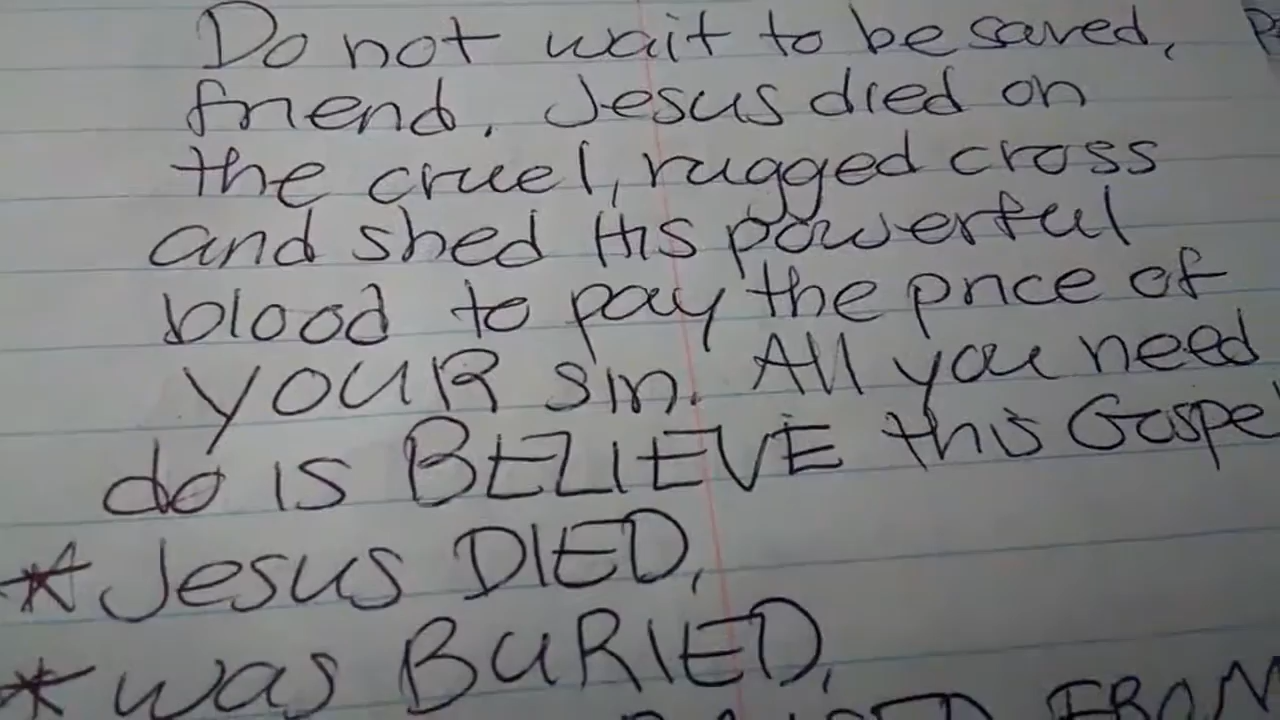 Do not wait to be saved,
friend. Jesus died on
the cruel, rugged cross
and shed His powerful
blood to pay the price of
YOUR sin. All you need
do is BELIEVE this Gospel
* Jesus DIED,
* was BURIED,
FROM